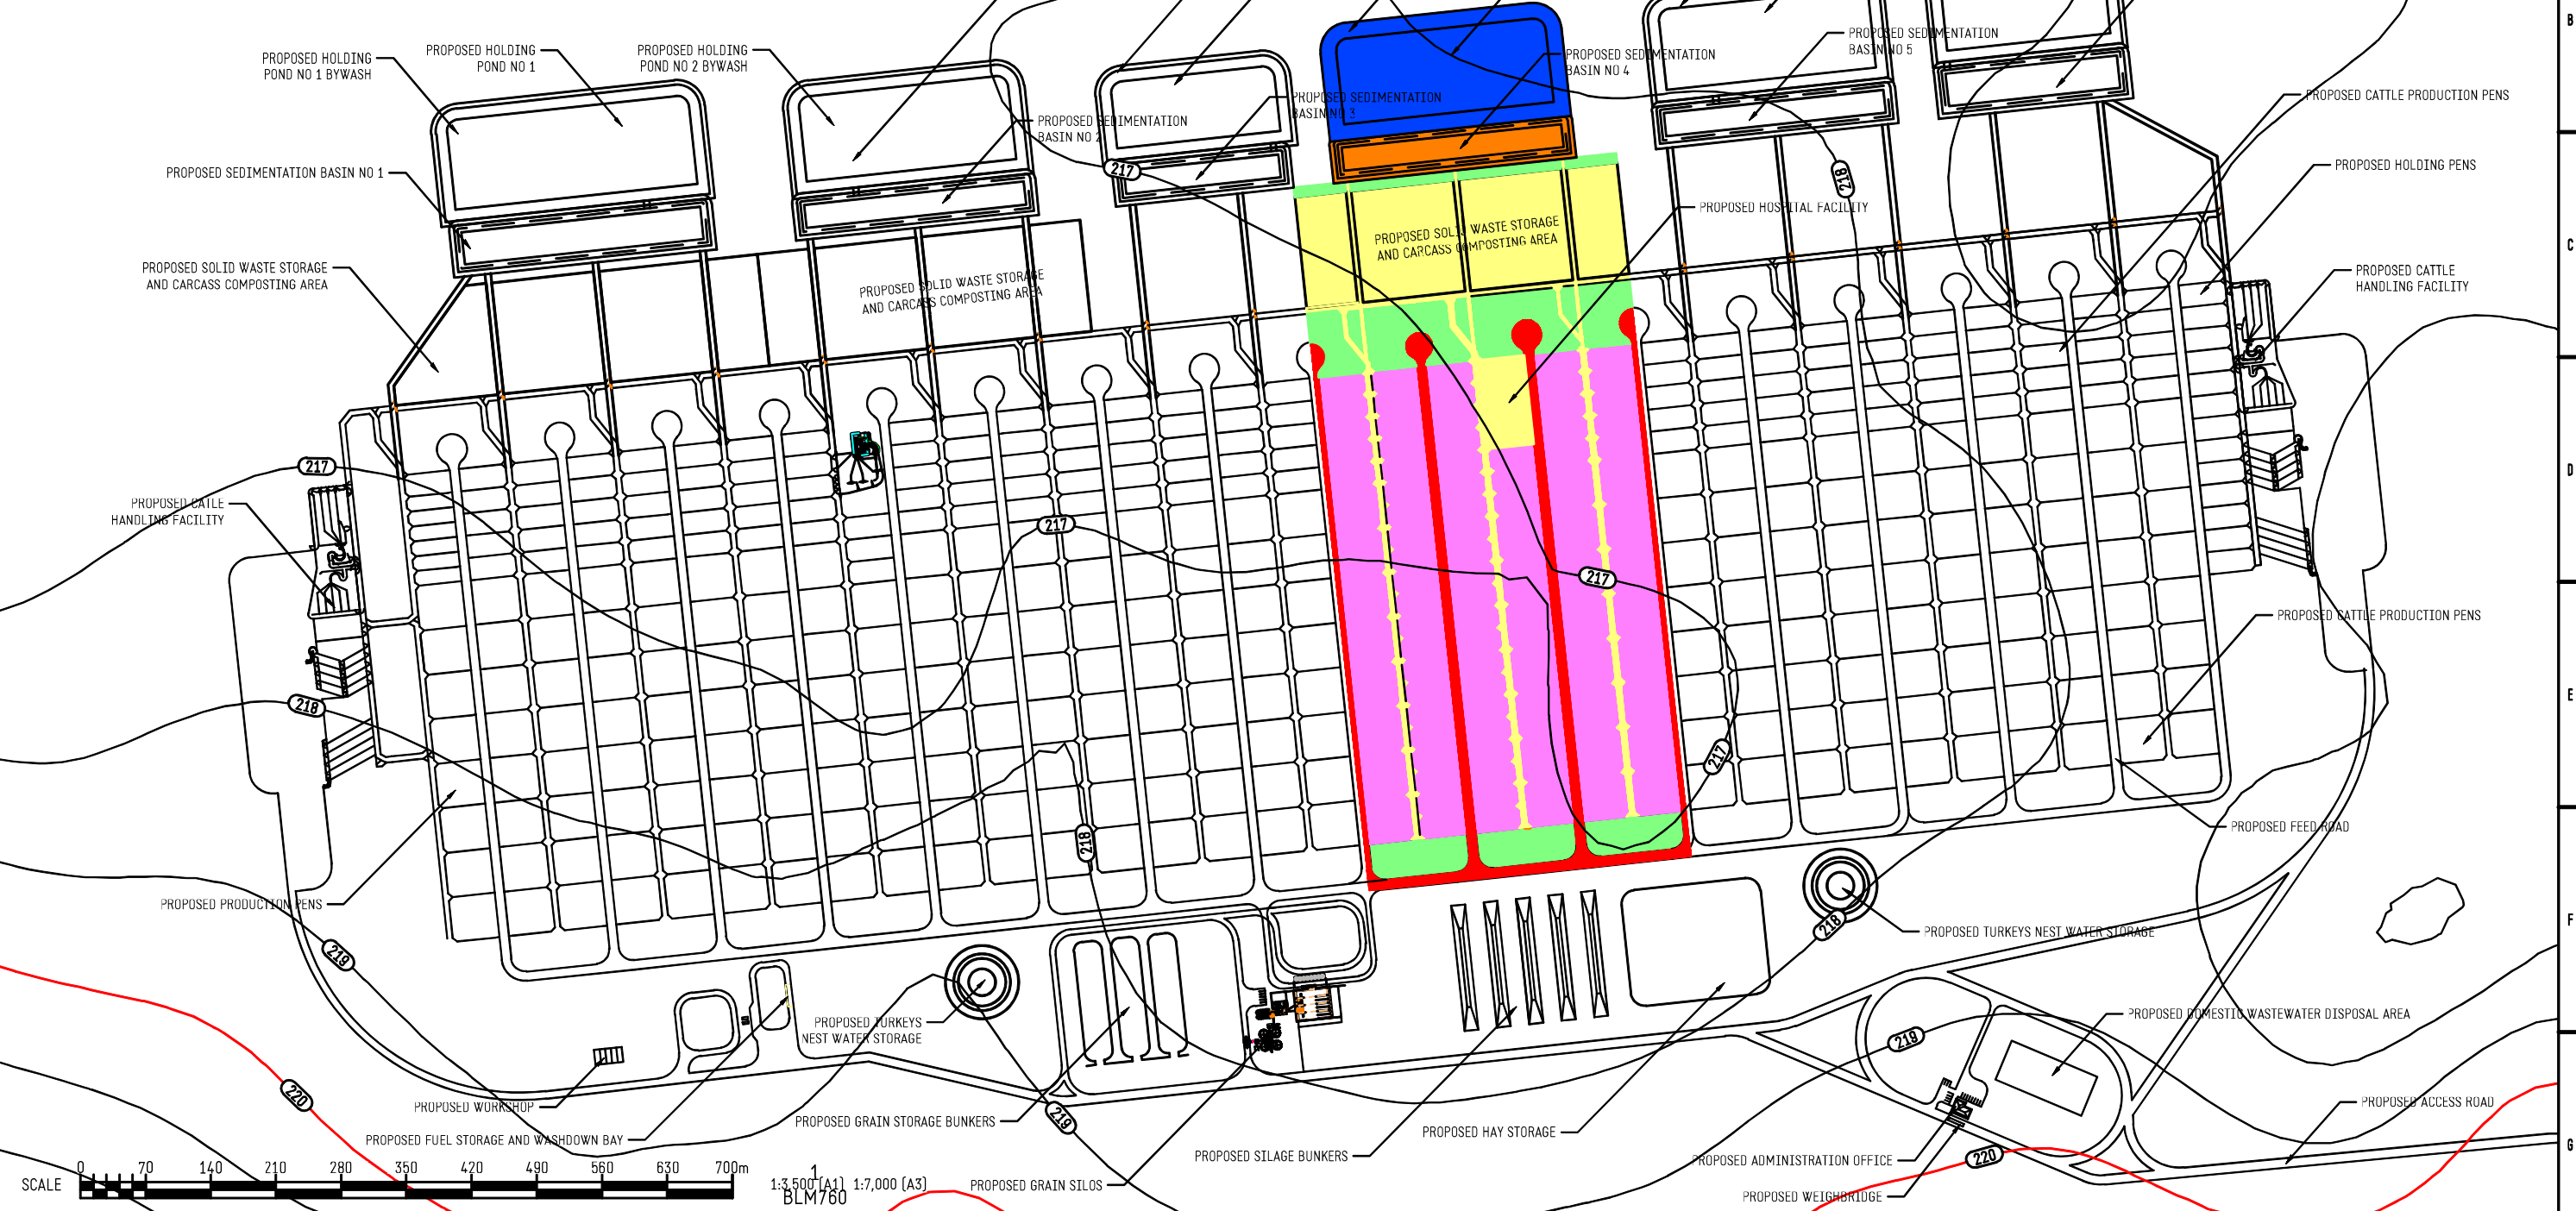 B
PROPOSED HOLDING
POND NO 1 BYWASH
PROPOSED HOLDING
POND NO 1
PROPOSED HOLDING
POND NO 2 BYWASH
PROPOSED SEDIMENTATION
BASIN NO 2
PROPOSED SEDIMENTATION
BASIN NO 3
PROPOSED SEDIMENTATION
BASIN NO 4
PROPOSED SEDIMENTATION
BASIN NO 5
PROPOSED CATTLE PRODUCTION PENS
PROPOSED SEDIMENTATION BASIN NO 1
217
218
PROPOSED HOLDING PENS
PROPOSED HOSPITAL FACILITY
PROPOSED SOLID WASTE STORAGE
AND CARCASS COMPOSTING AREA
C
PROPOSED SOLID WASTE STORAGE
AND CARCASS COMPOSTING AREA
PROPOSED SOLID WASTE STORAGE
AND CARCASS COMPOSTING AREA
PROPOSED CATTLE
HANDLING FACILITY
217
D
PROPOSED CATLE
HANDLING FACILITY
217
217
PROPOSED CATTLE PRODUCTION PENS
218
E
217
PROPOSED FEED ROAD
218
PROPOSED PRODUCTION PENS
F
218
PROPOSED TURKEYS NEST WATER STORAGE
219
PROPOSED TURKEYS
NEST WATER STORAGE
PROPOSED DOMESTIC WASTEWATER DISPOSAL AREA
219
220
PROPOSED WORKSHOP
219
PROPOSED GRAIN STORAGE BUNKERS
PROPOSED HAY STORAGE
PROPOSED ACCESS ROAD
PROPOSED FUEL STORAGE AND WASHDOWN BAY
G
PROPOSED SILAGE BUNKERS
PROPOSED ADMINISTRATION OFFICE
220
0 70 140 210 280 350 420 490 560 630 700m
SCALE
1
1:3,500 (A1) 1:7,000 (A3)
BLM760
PROPOSED GRAIN SILOS
PROPOSED WEIGHBRIDGE